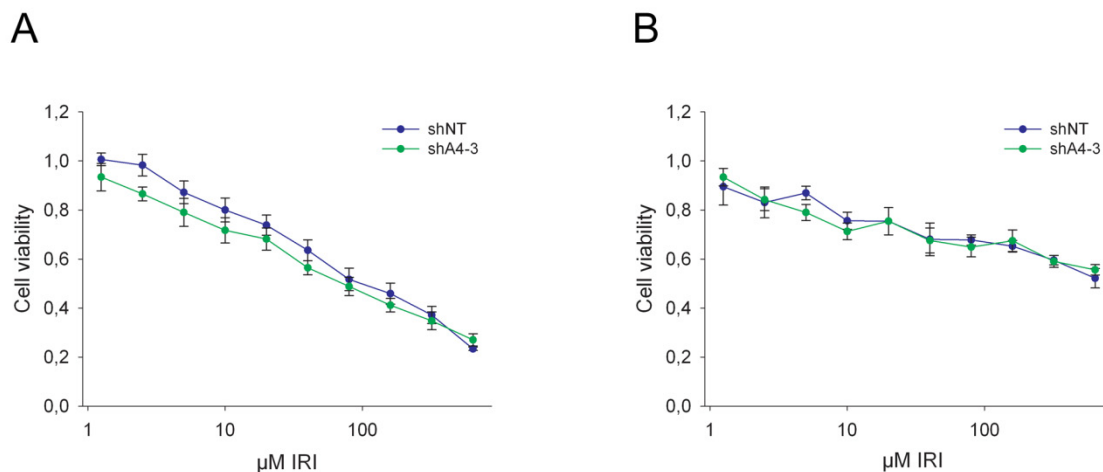 A
B
1,2
1,0
0,8
0,6
0,4
0,2
0,0
Cell viability
shNT
shA4-3
1
10
100
µM IRI
1,2
1,0
0,8
0,6
0,4
0,2
0,0
Cell viability
shNT
shA4-3
1
10
100
µM IRI